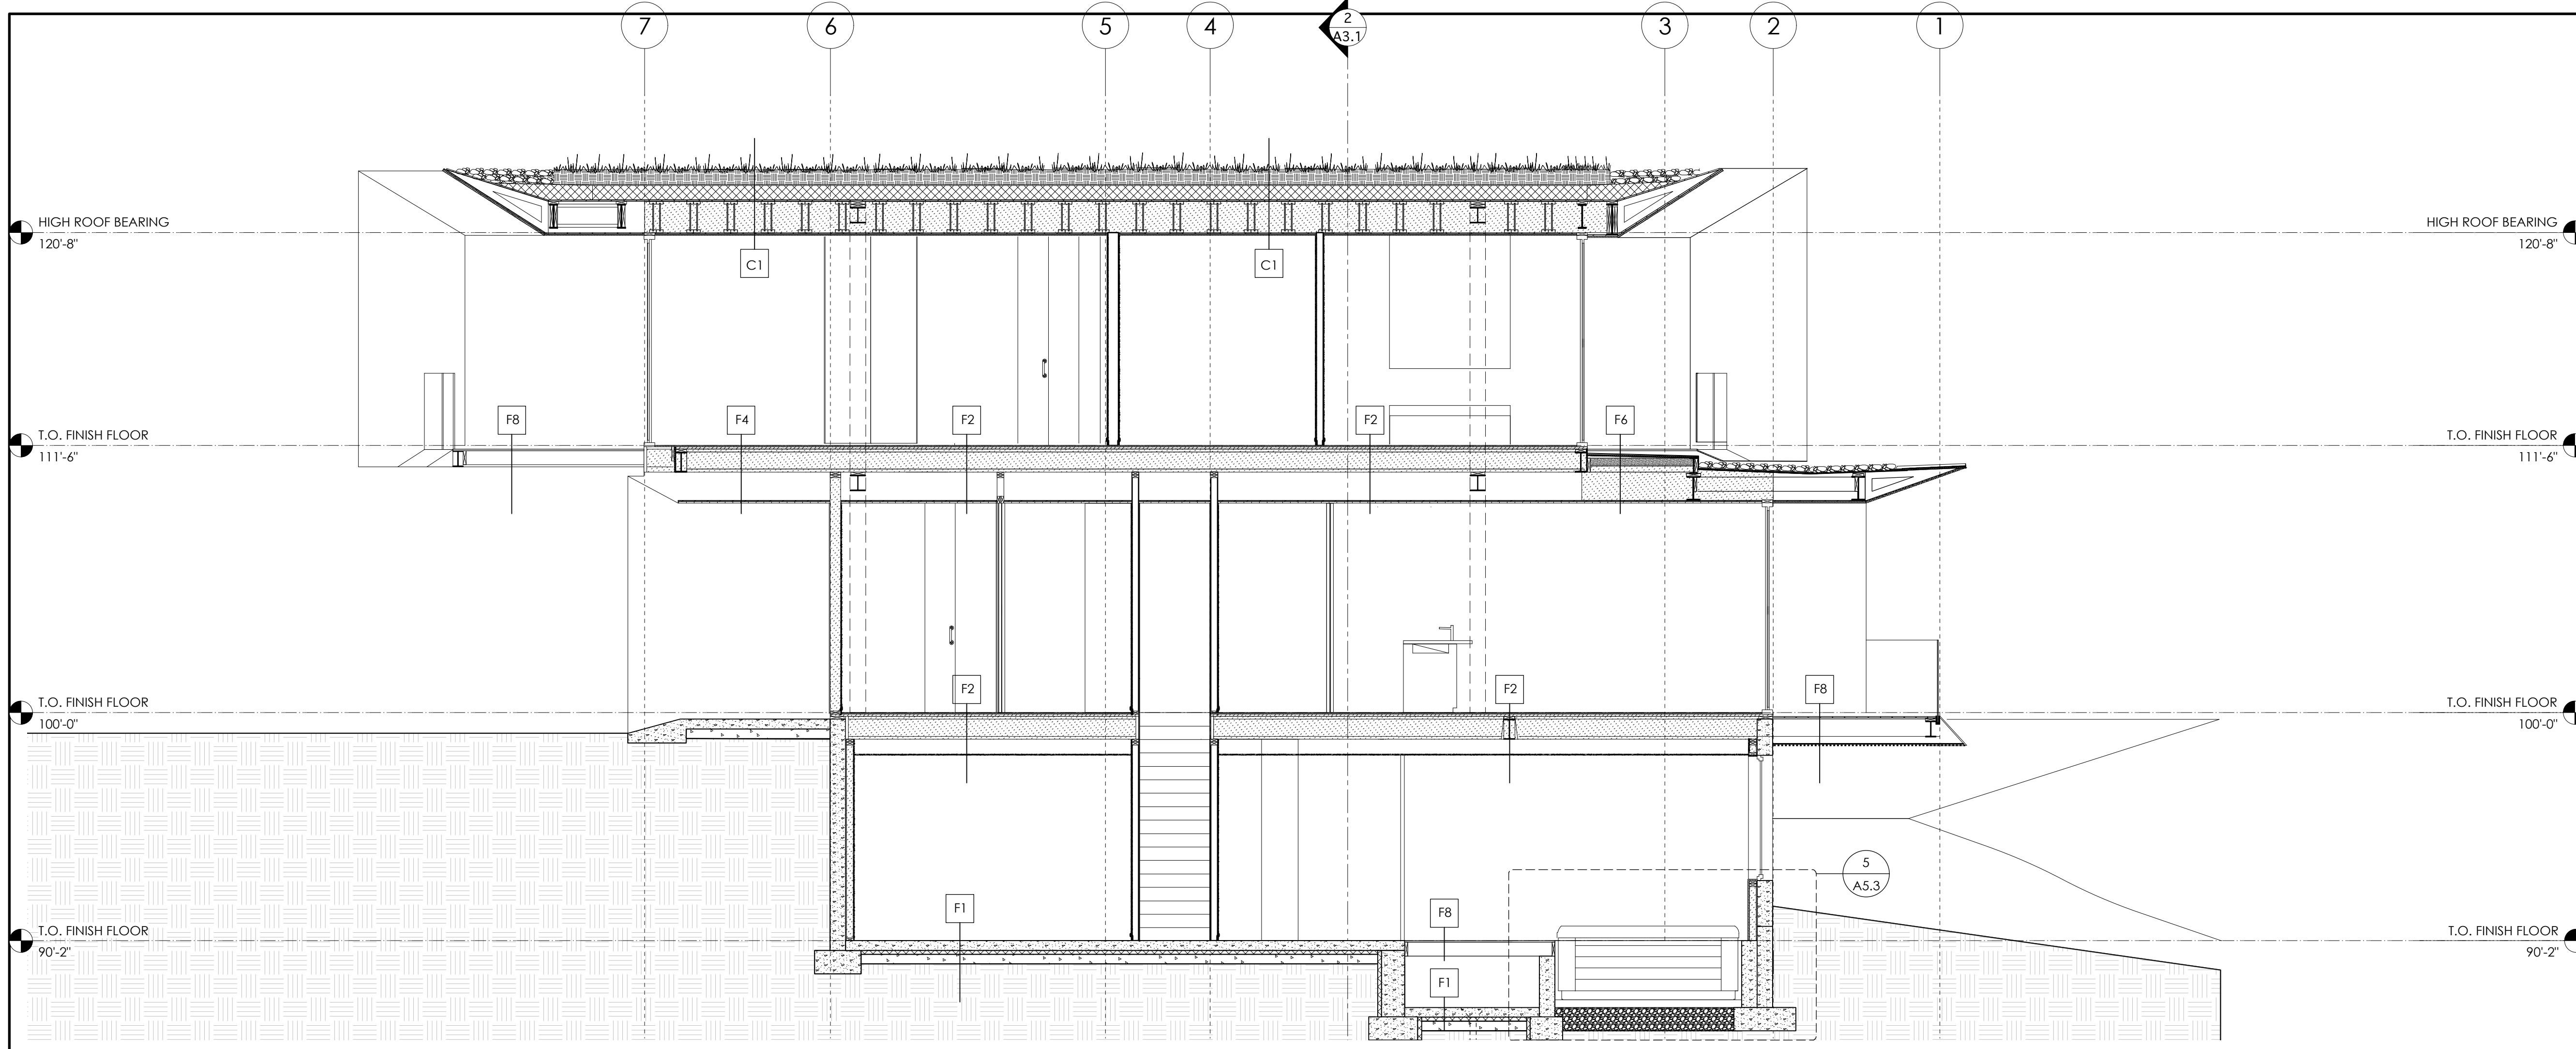 7
6
5
4
2
A3.1
3
2
1
HIGH ROOF BEARING
120'-8"
HIGH ROOF BEARING
120'-8"
C1
C1
F8
F4
F2
F2
F6
T.O. FINISH FLOOR
111'-6"
T.O. FINISH FLOOR
111'-6"
F2
F2
F8
T.O. FINISH FLOOR
100'-0"
T.O. FINISH FLOOR
100'-0"
5
A5.3
F1
F8
T.O. FINISH FLOOR
90'-2"
T.O. FINISH FLOOR
90'-2"
F1